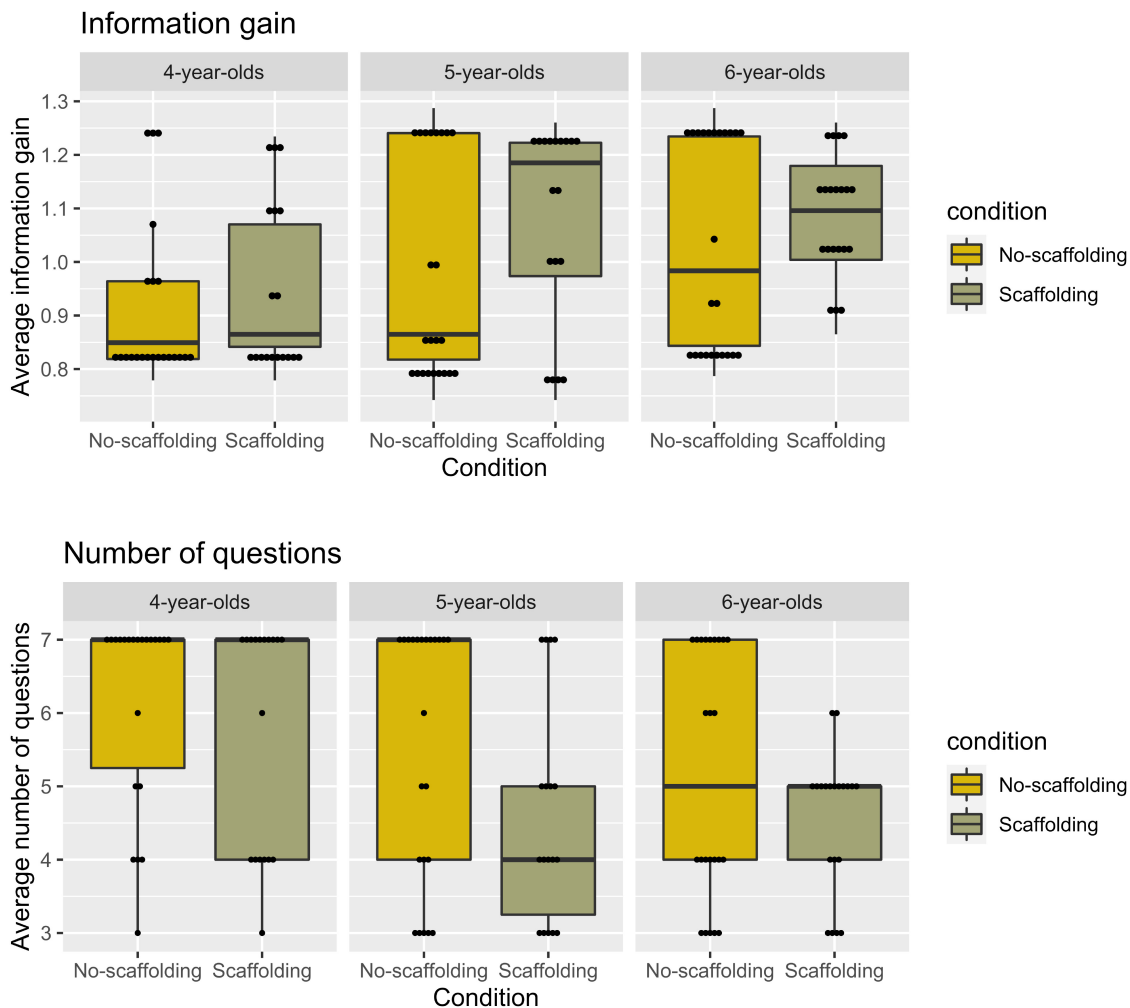 Information gain
4-year-olds 5-year-olds 6-year-olds
Average information gain
1.3
1.2
1.1
1.0
0.9
0.8
No-scaffolding Scaffolding No-scaffolding Scaffolding No-scaffolding Scaffolding
Condition
condition
No-scaffolding
Scaffolding
Number of questions
4-year-olds 5-year-olds 6-year-olds
Average number of questions
7
6
5
4
3
No-scaffolding Scaffolding No-scaffolding Scaffolding No-scaffolding Scaffolding
Condition
condition
No-scaffolding
Scaffolding